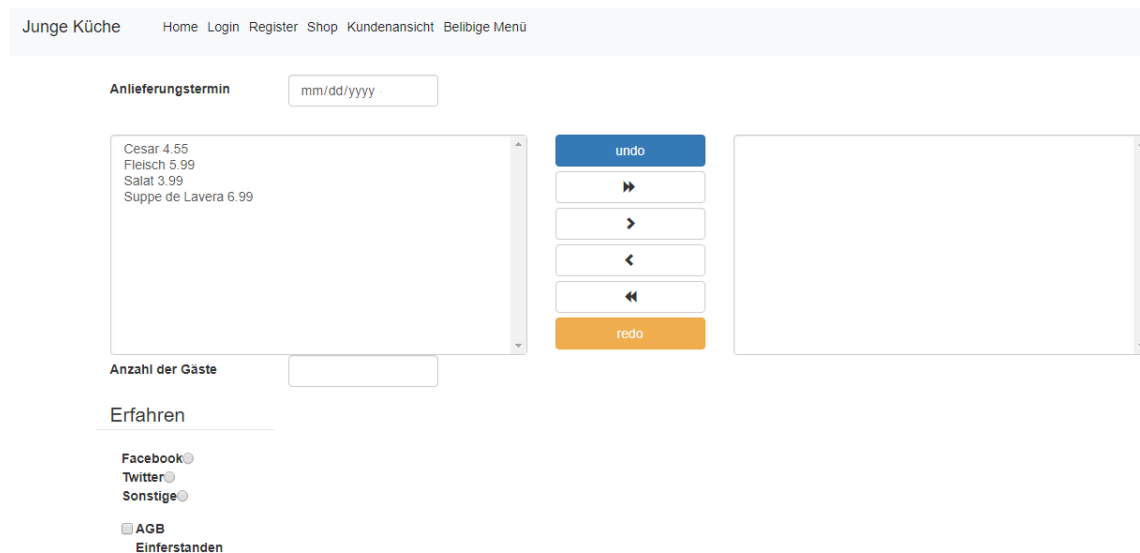 Junge Küche Home Login Register Shop Kundenansicht Belibige Menü
Anlieferungstermin mm/dd/yyyy
Cesar 4.55
Fleisch 5.99
Salat 3.99
Suppe de Lavera 6.99
undo
redo
Anzahl der Gäste
Erfahren
Facebook
Twitter
Sonstige
AGB
Einferstanden